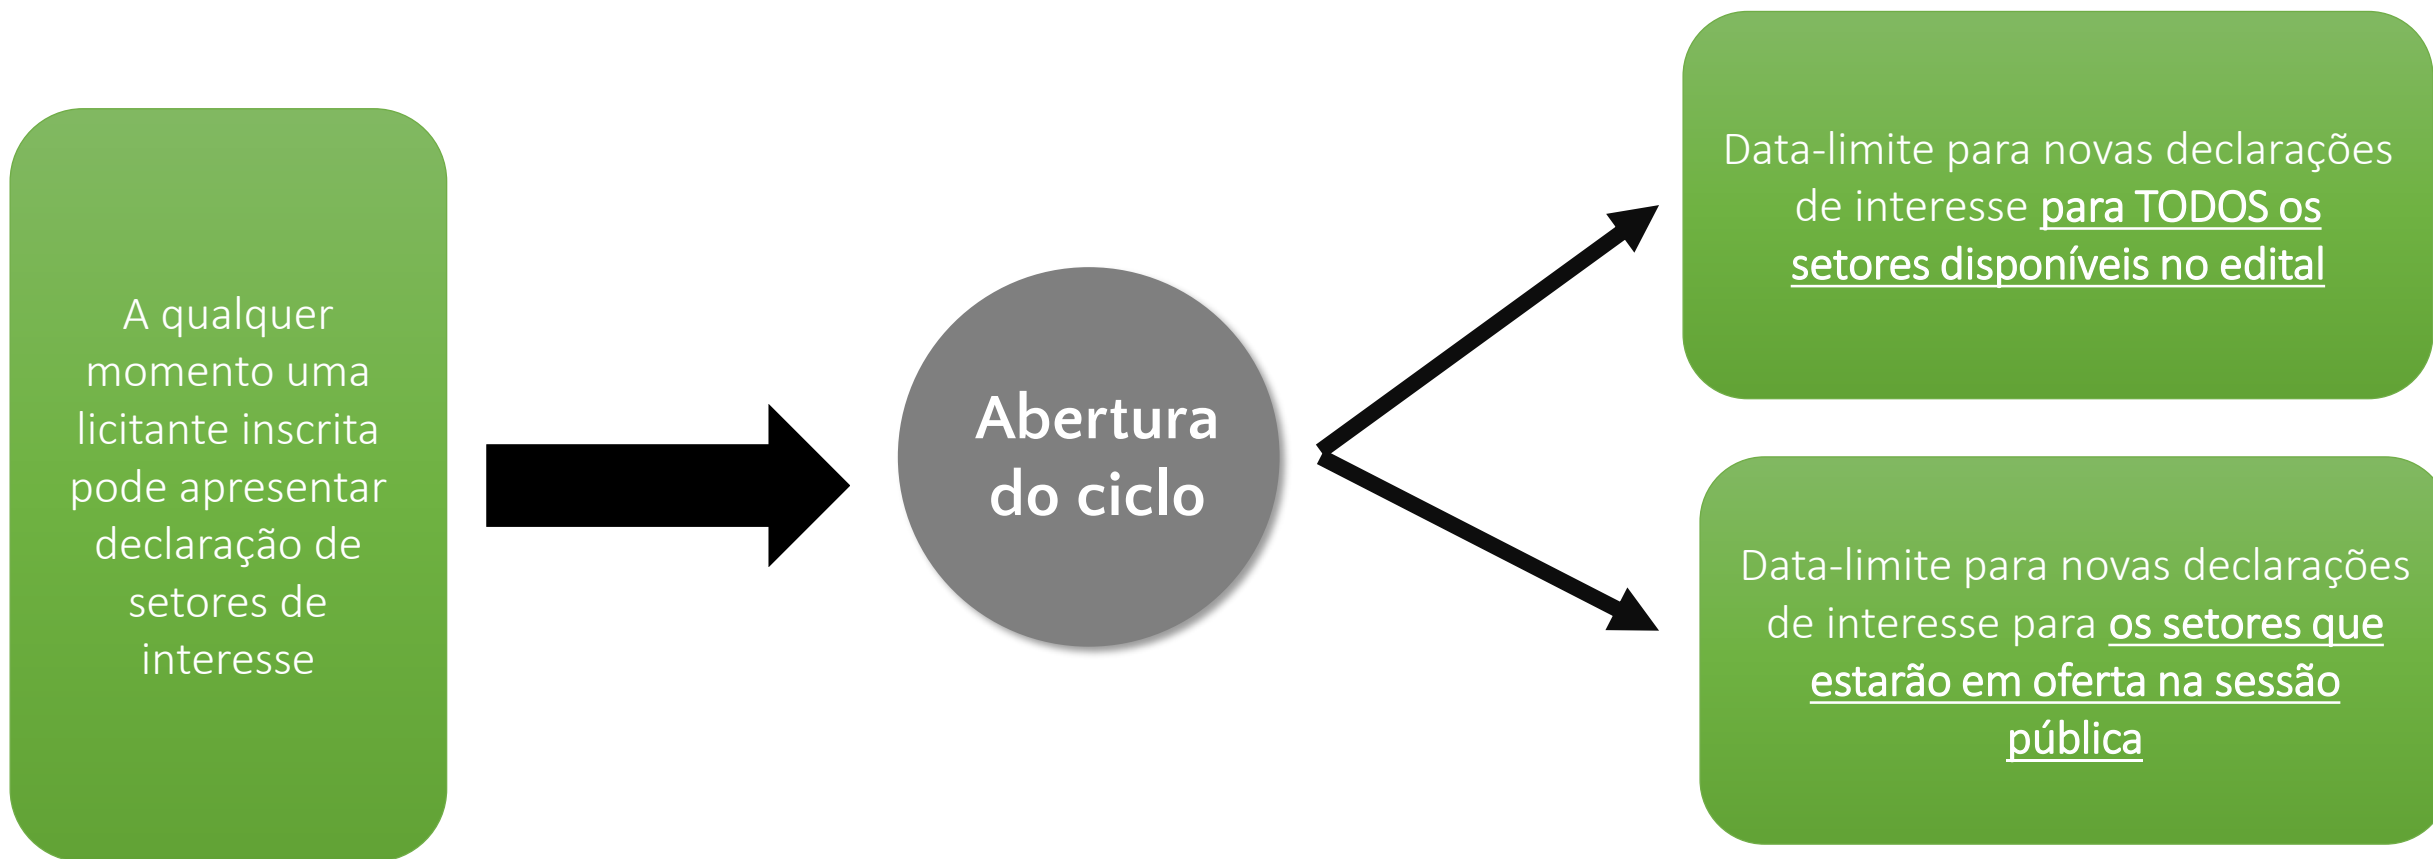 A qualquer
momento uma
licitante inscrita
pode apresentar
declaração de
setores de
interesse
Abertura
do ciclo
Data-limite para novas declarações
de interesse para TODOS os
setores disponíveis no edital
Data-limite para novas declarações
de interesse para os setores que
estarão em oferta na sessão
pública